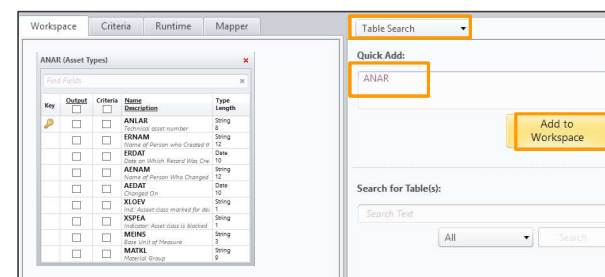 Workspace Criteria Runtime Mapper
ANAR (Asset Types)
Find Fields
Key Output Criteria Name Description Type Length
ANLAR String
Technical asset number 8
ERNAM String
Name of Person who Created th 12
ERDAT Date
Date on Which Record Was Cre 10
AENAM String
Name of Person Who Changed 12
AEDAT Date
Changed On 10
XLOEV String
Ind.: Asset class marked for del 1
XSPEA String
Indicator: Asset class is blocked 1
MEINS String
Base Unit of Measure 3
MATKL String
Material Group 9
Table Search
Quick Add:
ANAR
Add to
Workspace
Search for Table(s):
Search Text
All Search